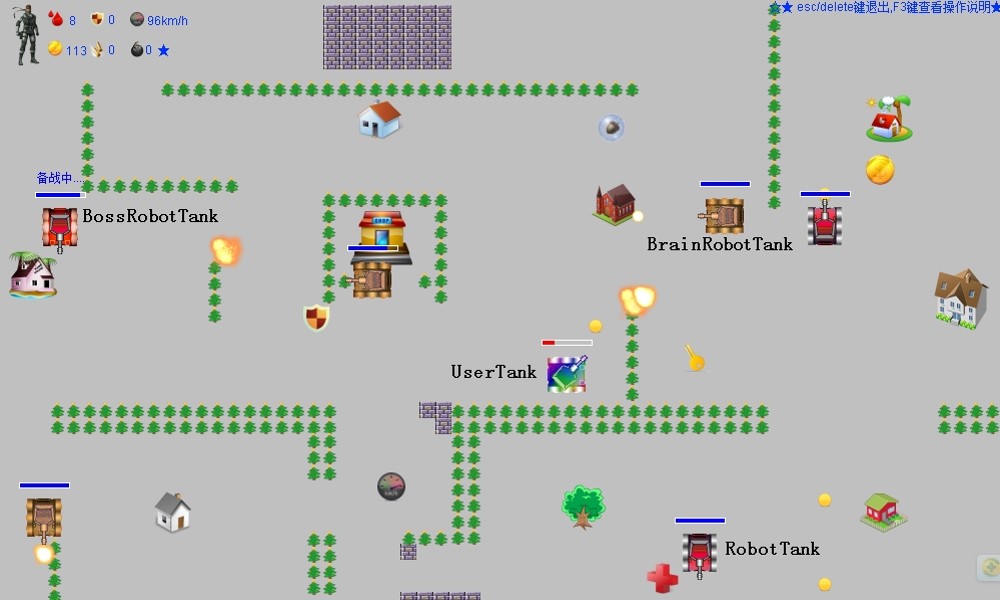 8 0 96km/h
★ esc/delete键退出,F3键查看操作说明★
113 0 0 ★
备战中...
BossRobotTank
SHOP
BrainRobotTank
UserTank
RobotTank